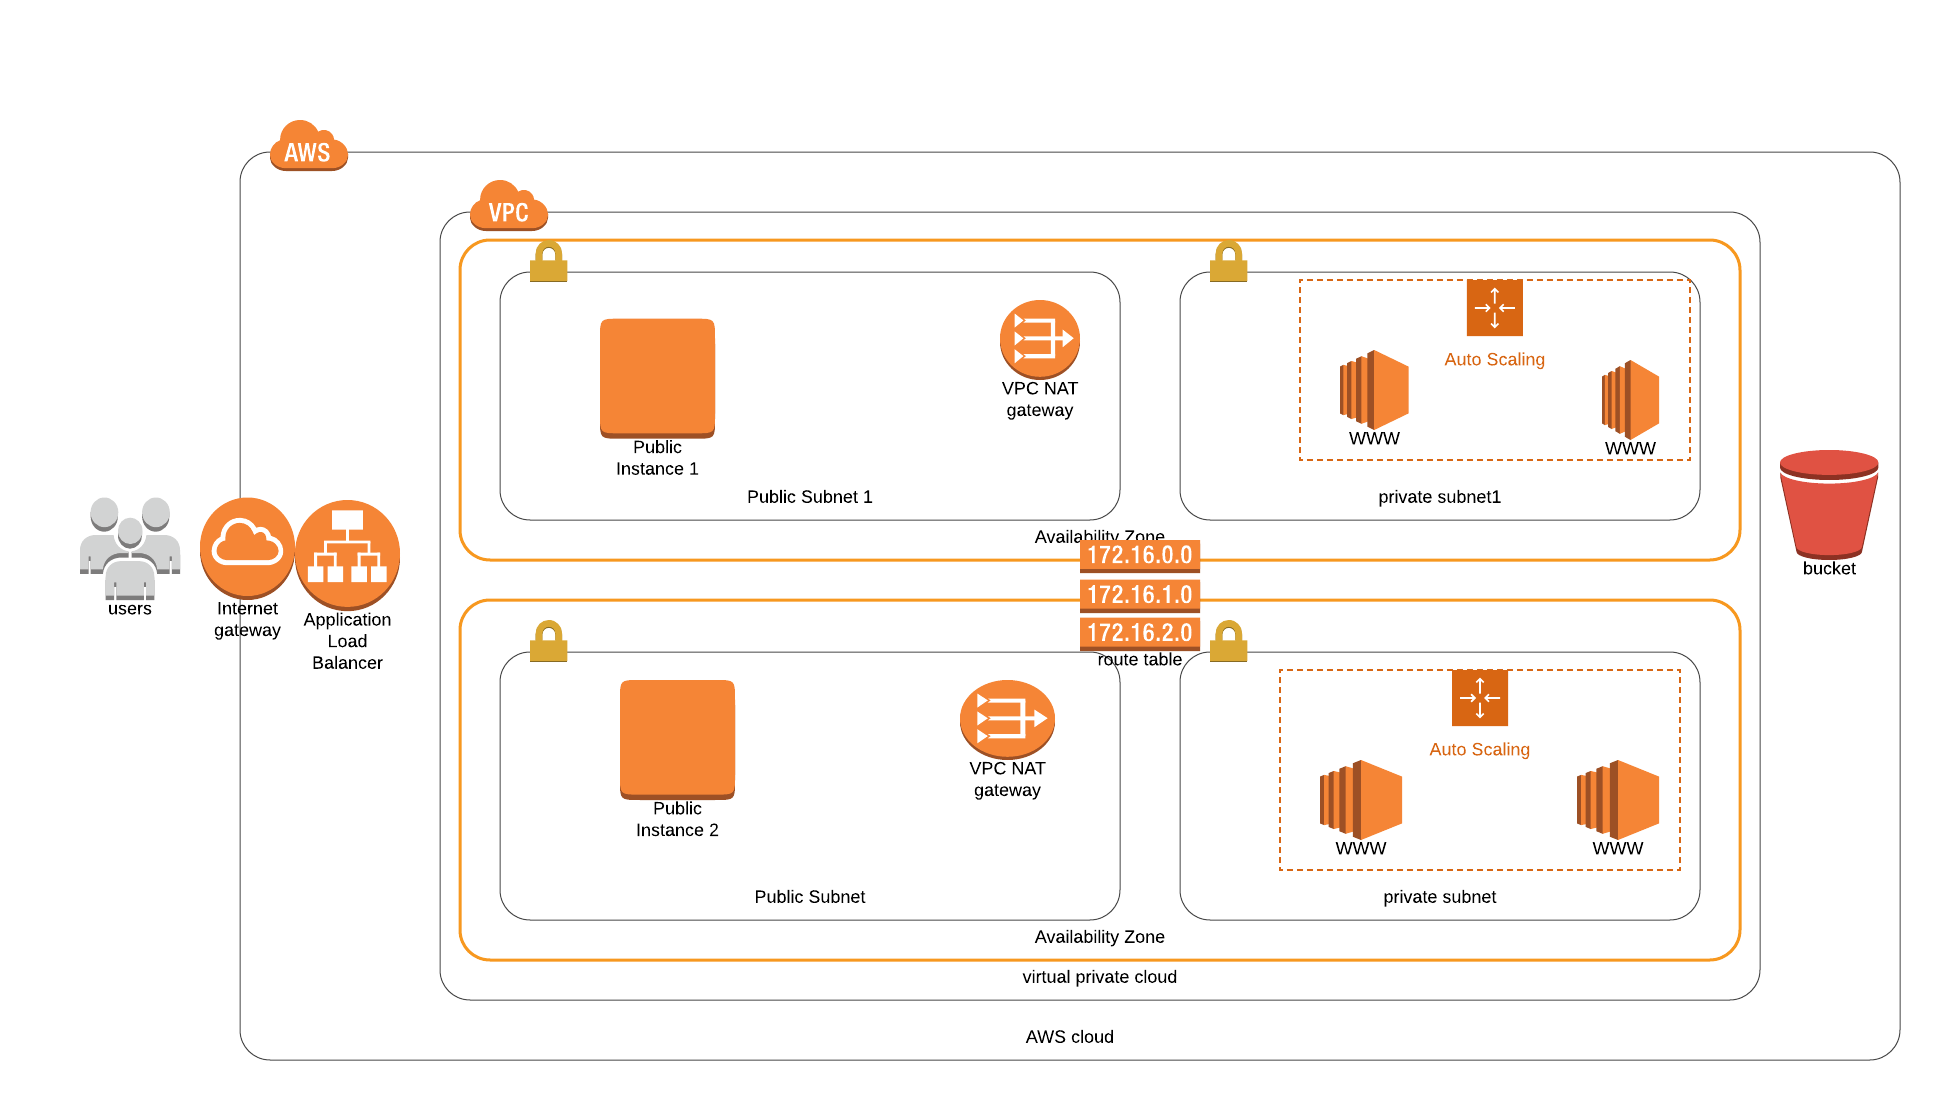 AWS
VPC
Auto Scaling
VPC NAT
gateway
WWW
WWW
Public
Instance 1
Public Subnet 1
private subnet1
Availability Zone
172.16.0.0
172.16.1.0
172.16.2.0
route table
users
Internet
gateway
Application
Load
Balancer
bucket
Auto Scaling
VPC NAT
gateway
Public
Instance 2
WWW
WWW
Public Subnet
private subnet
Availability Zone
virtual private cloud
AWS cloud